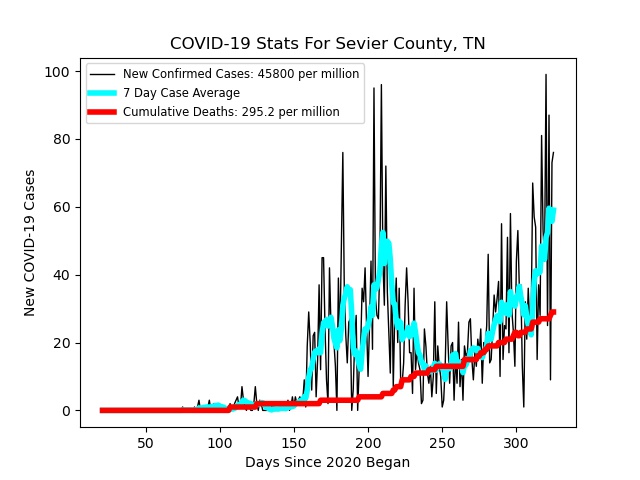 COVID-19 Stats For Sevier County, TN
New Confirmed Cases: 45800 per million
7 Day Case Average
Cumulative Deaths: 295.2 per million
New COVID-19 Cases
100
80
60
40
20
0
50 100 150 200 250 300
Days Since 2020 Began